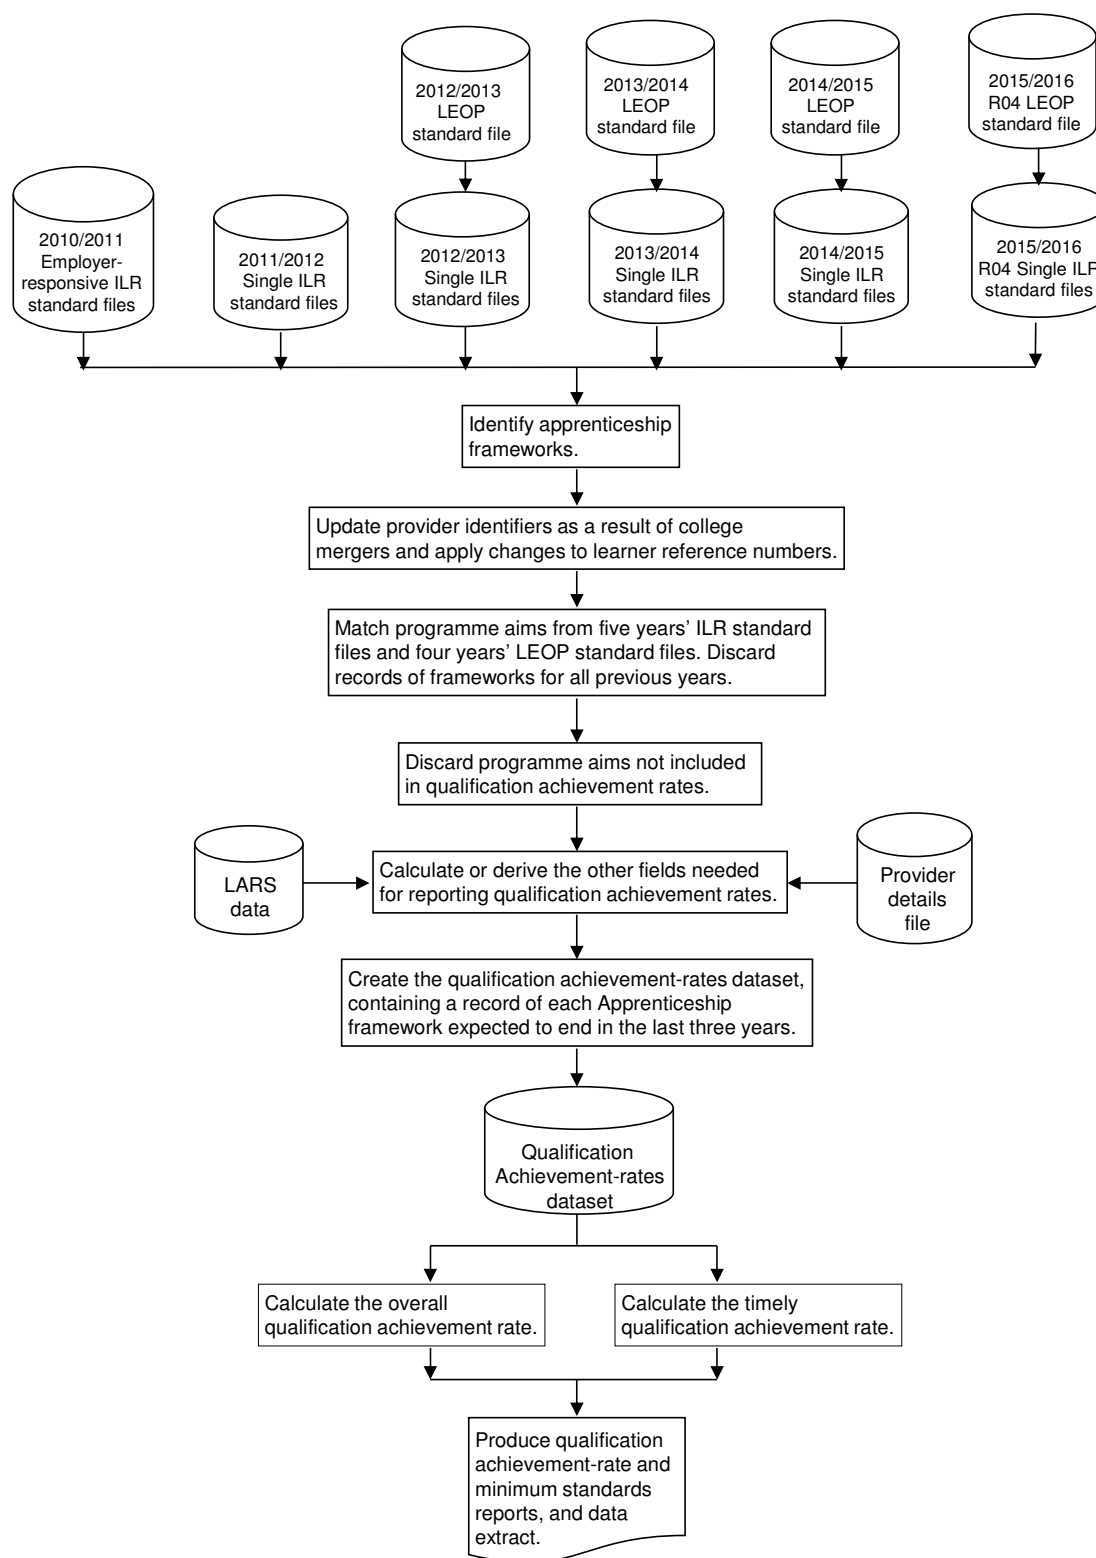 2012/2013
LEOP
standard file
2013/2014
LEOP
standard file
2014/2015
LEOP
standard file
2015/2016
R04 LEOP
standard file
2010/2011
Employer-
responsive ILR
standard files
2011/2012
Single ILR
standard files
2012/2013
Single ILR
standard files
2013/2014
Single ILR
standard files
2014/2015
Single ILR
standard files
2015/2016
R04 Single ILR
standard files
Identify apprenticeship
frameworks.
Update provider identifiers as a result of college
mergers and apply changes to learner reference numbers.
Match programme aims from five years’ ILR standard
files and four years’ LEOP standard files. Discard
records of frameworks for all previous years.
Discard programme aims not included
in qualification achievement rates.
LARS
data
Calculate or derive the other fields needed
for reporting qualification achievement rates.
Provider
details
file
Create the qualification achievement-rates dataset,
containing a record of each Apprenticeship
framework expected to end in the last three years.
Qualification
Achievement-rates
dataset
Calculate the overall
qualification achievement rate.
Calculate the timely
qualification achievement rate.
Produce qualification
achievement-rate and
minimum standards
reports, and data
extract.